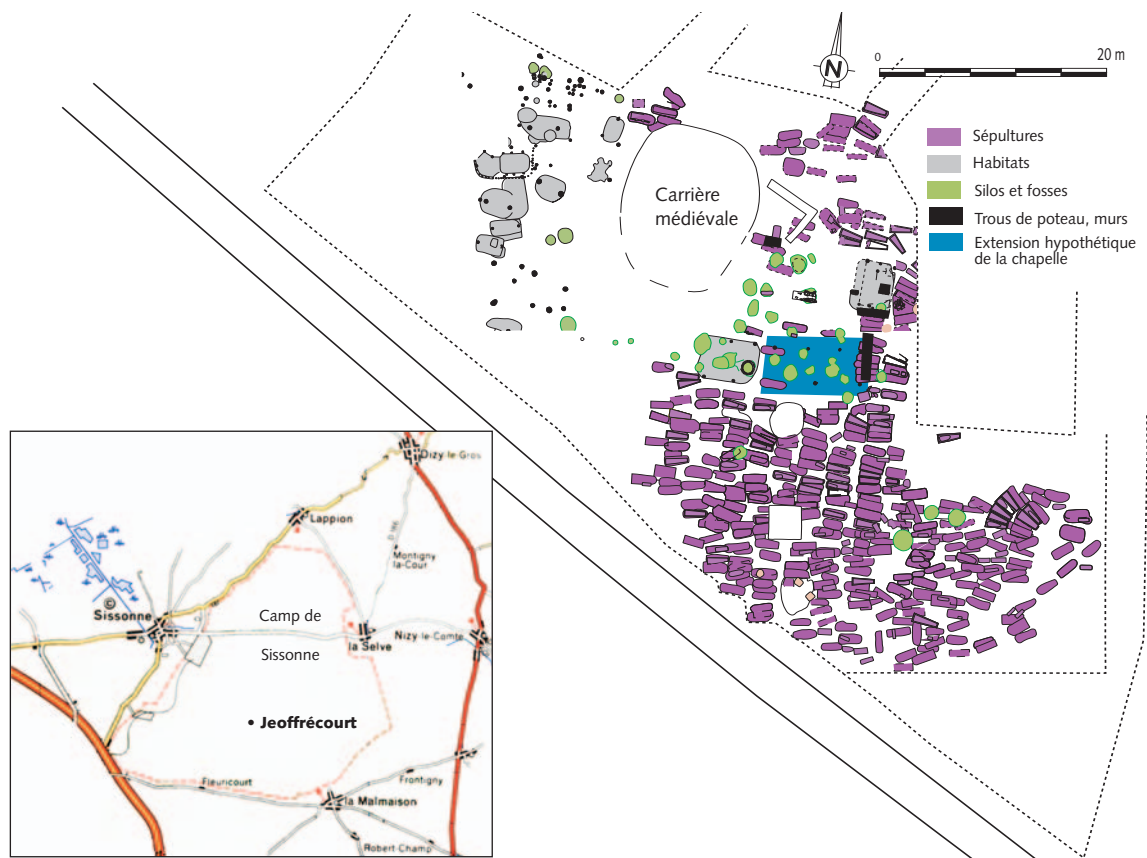 0
20 m
N
Sépultures
Habitats
Silos et fosses
Trous de poteau, murs
Extension hypothétique
de la chapelle
Carrière
médiévale
Dizy-le-Gros
Lappion
D 966
Montigny
la-Cour
©
Sissonne
Camp de
Sissonne
la Selve
Nizy-le-Comte
• Jeoffrécourt
Fleuricourt
Frontigny
la Malmaison
Robert-Champ